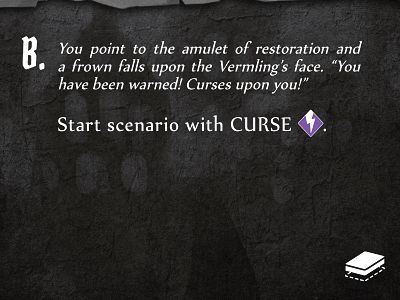 B. You point to the amulet of restoration and
a frown falls upon the Vermling’s face. “You
have been warned! Curses upon you!”
Start scenario with CURSE .